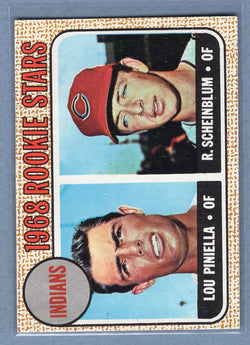 1968 ROOKIE STARS
INDIANS
R. SCHEINBLUM • OF
LOU PINIELLA • OF
C